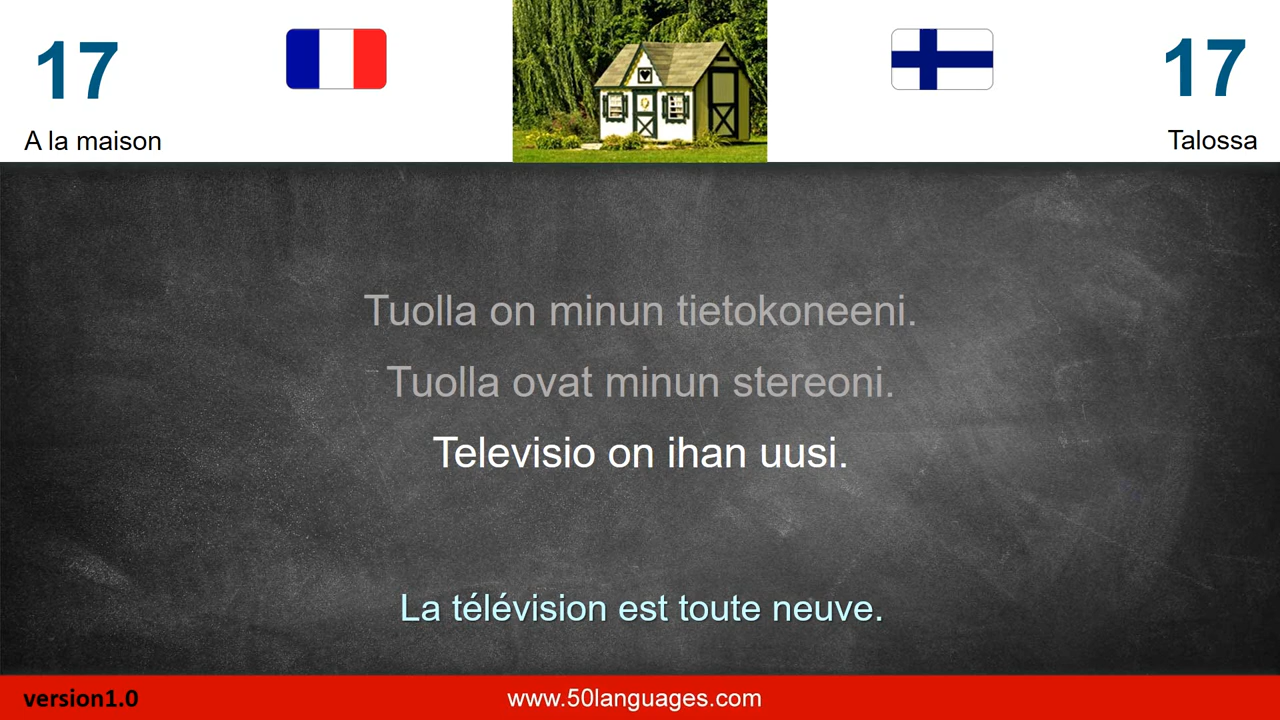 17
A la maison
17
Talossa
Tuolla on minun tietokoneeni.
Tuolla ovat minun stereoni.
Televisio on ihan uusi.
La télévision est toute neuve.
version1.0
www.50languages.com